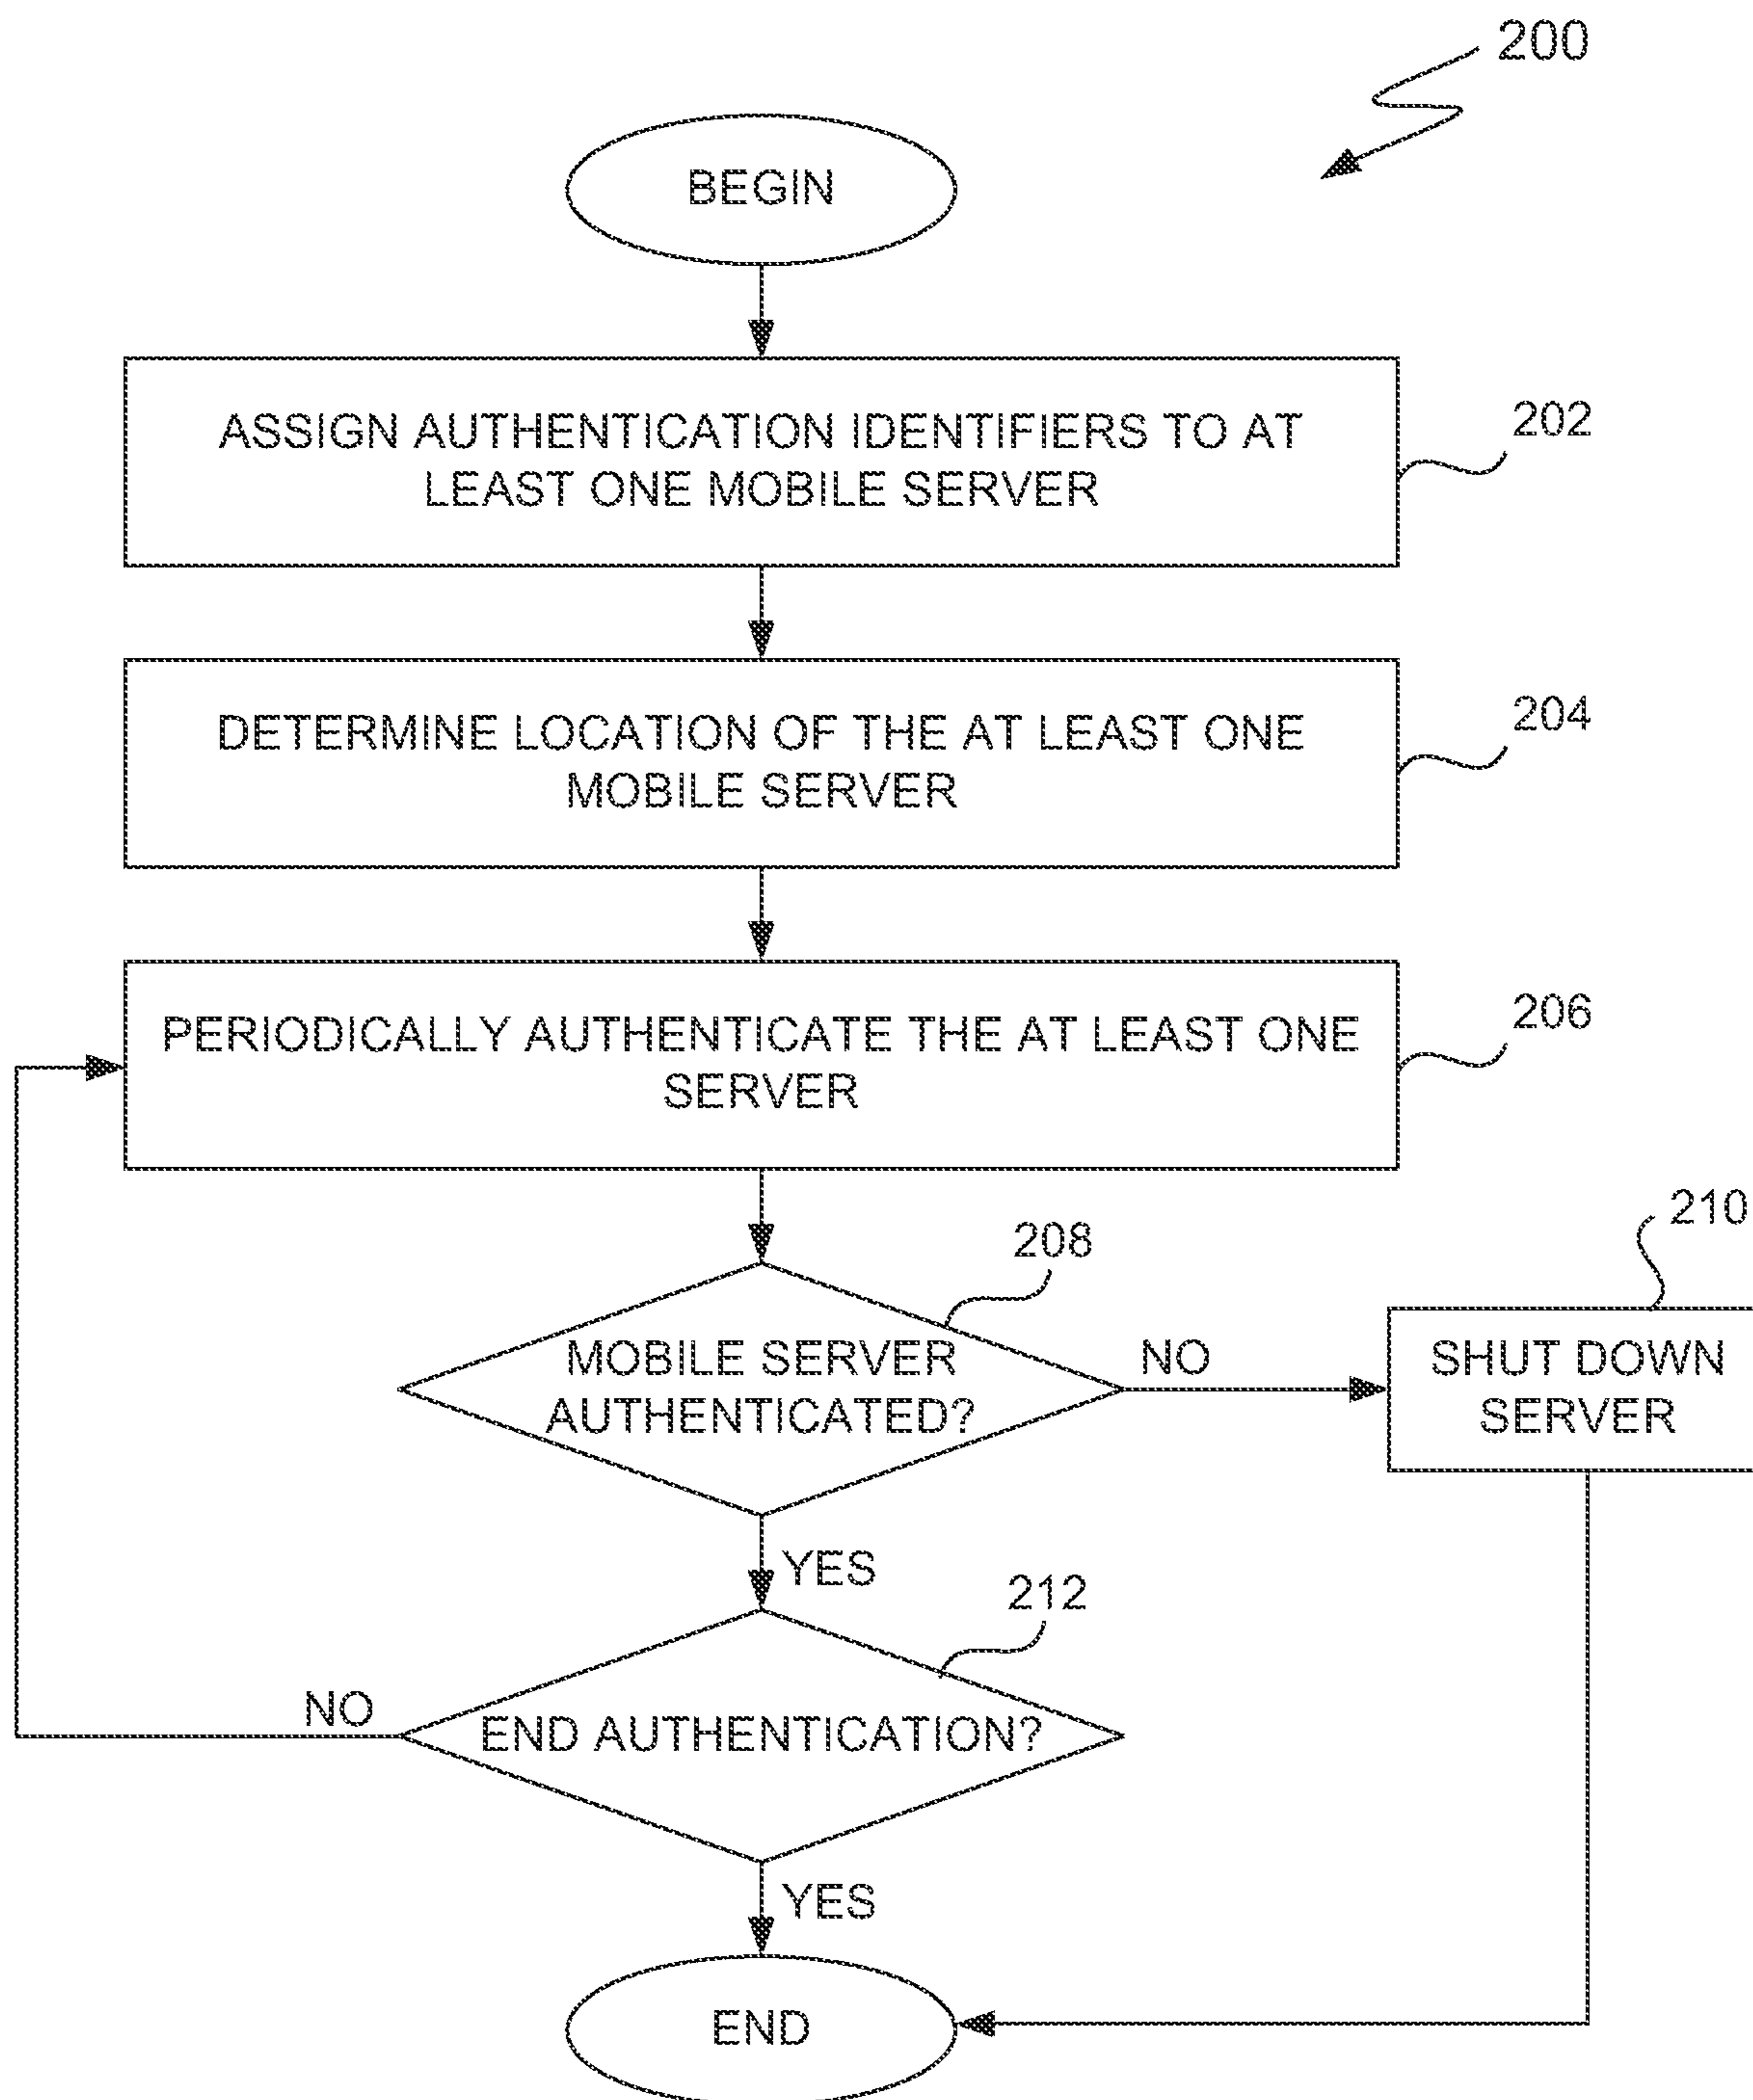 200
BEGIN
ASSIGN AUTHENTICATION IDENTIFIERS TO AT
LEAST ONE MOBILE SERVER
202
DETERMINE LOCATION OF THE AT LEAST ONE
MOBILE SERVER
204
PERIODICALLY AUTHENTICATE THE AT LEAST ONE
SERVER
206
208
MOBILE SERVER
AUTHENTICATED?
NO
210
SHUT DOWN
SERVER
YES
212
NO
END AUTHENTICATION?
YES
END